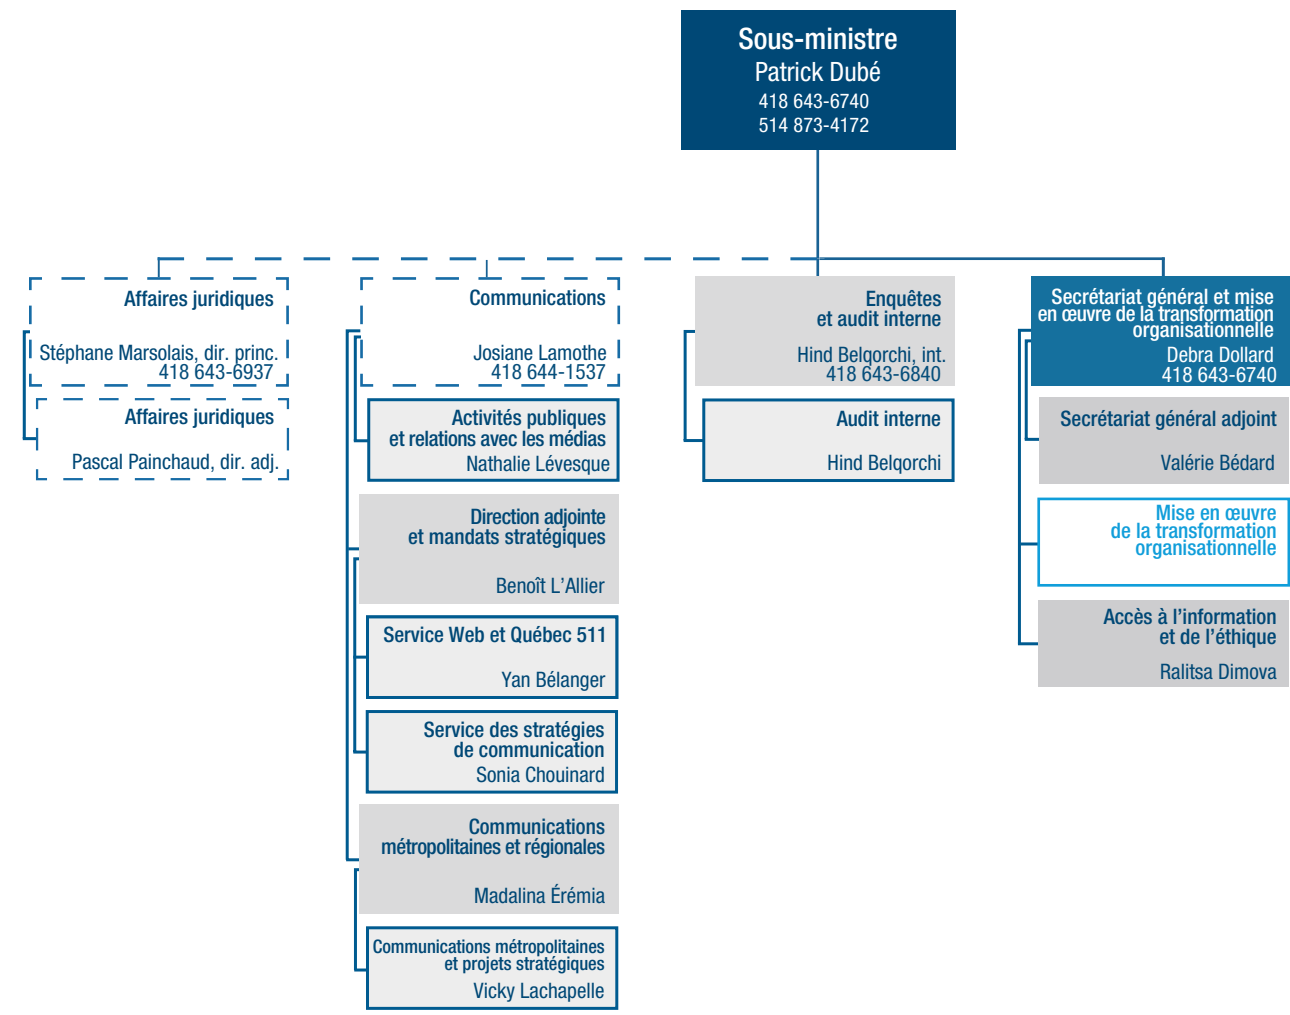 Sous-ministre
Patrick Dubé
418 643-6740
514 873-4172
Affaires juridiques
Stéphane Marsolais, dir. princ.
418 643-6937
Affaires juridiques
Pascal Painchaud, dir. adj.
Communications
Josiane Lamothe
418 644-1537
Activités publiques
et relations avec les médias
Nathalie Lévesque
Direction adjointe
et mandats stratégiques
Benoît L'Allier
Service Web et Québec 511
Yan Bélanger
Service des stratégies
de communication
Sonia Chouinard
Communications
métropolitaines et régionales
Madalina Érémia
Communications métropolitaines
et projets stratégiques
Vicky Lachapelle
Enquêtes
et audit interne
Hind Belqorchi, int.
418 643-6840
Audit interne
Hind Belqorchi
Secrétariat général et mise
en œuvre de la transformation
organisationnelle
Debra Dollard
418 643-6740
Secrétariat général adjoint
Valérie Bédard
Mise en œuvre
de la transformation
organisationnelle
Accès à l'information
et de l'éthique
Ralitsa Dimova